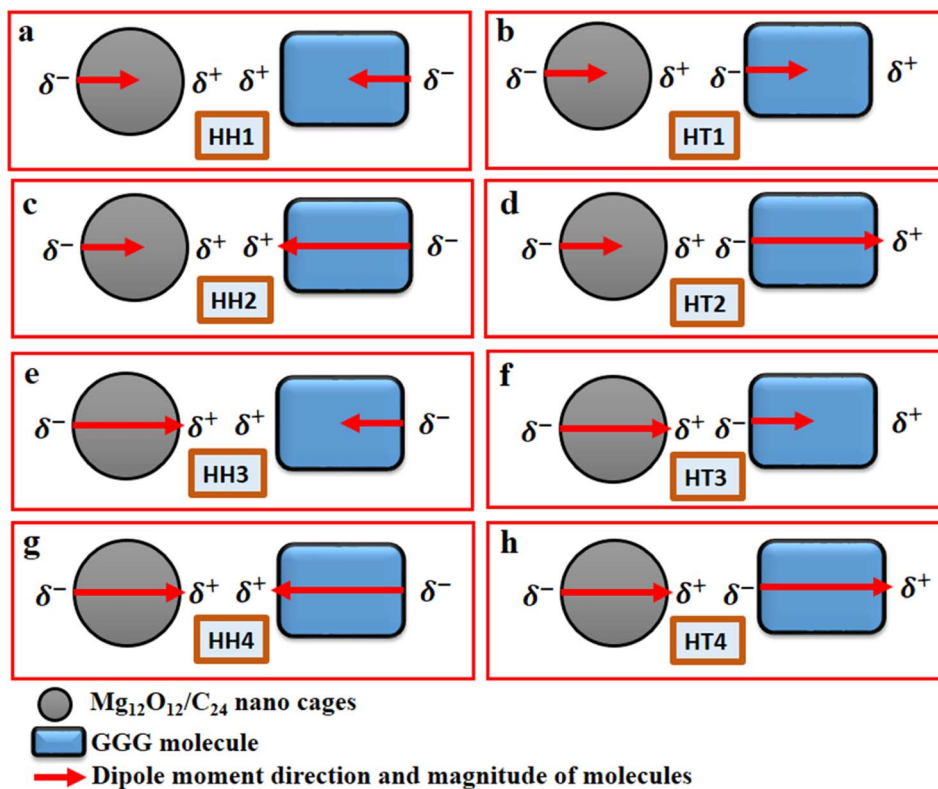 a
δ− δ+ δ+ δ−
HH1
b
δ− δ+ δ− δ+
HT1
c
δ− δ+ δ+ δ−
HH2
d
δ− δ+ δ− δ+
HT2
e
δ− δ+ δ+ δ−
HH3
f
δ− δ+ δ− δ+
HT3
g
δ− δ+ δ+ δ−
HH4
h
δ− δ+ δ− δ+
HT4
Mg12O12/C24 nano cages
GGG molecule
Dipole moment direction and magnitude of molecules